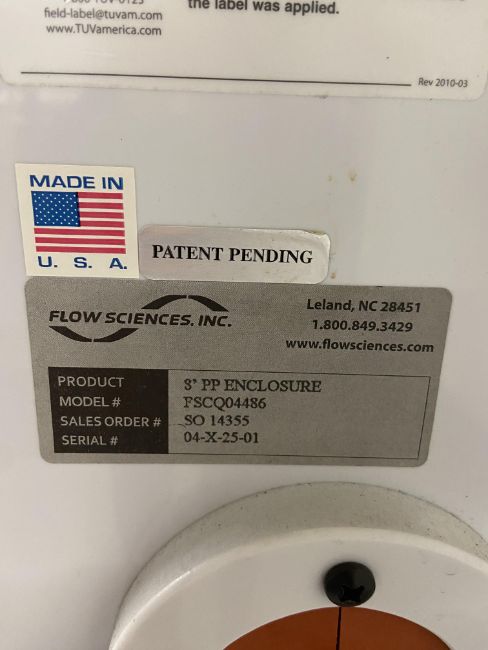 the label was applied.
field-label@tuvam.com
www.TUVamerica.com
Rev 2010-03
MADE IN
U. S. A.
PATENT PENDING
FLOW SCIENCES, INC.
Leland, NC 28451
1.800.849.3429
www.flowsciences.com
PRODUCT 8' PP ENCLOSURE
MODEL # FSCQ04486
SALES ORDER # SO 14355
SERIAL # 04-X-25-01